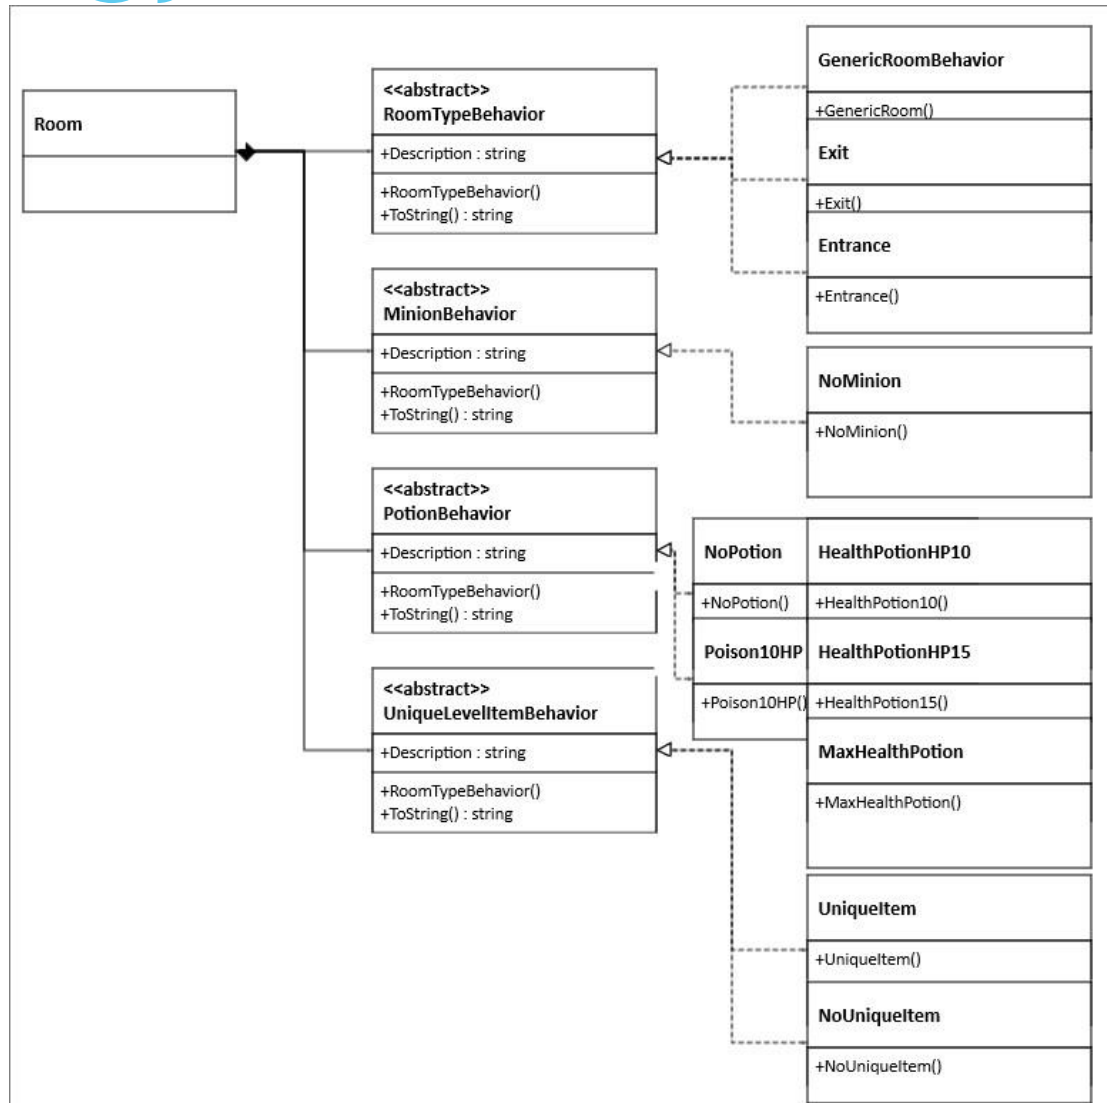 Room
<<abstract>>
RoomTypeBehavior
+Description : string
+RoomTypeBehavior()
+ToString() : string
<<abstract>>
MinionBehavior
+Description : string
+RoomTypeBehavior()
+ToString() : string
<<abstract>>
PotionBehavior
+Description : string
+RoomTypeBehavior()
+ToString() : string
<<abstract>>
UniqueLevelItemBehavior
+Description : string
+RoomTypeBehavior()
+ToString() : string
GenericRoomBehavior
+GenericRoom()
Exit
+Exit()
Entrance
+Entrance()
NoMinion
+NoMinion()
NoPotion
+NoPotion()
HealthPotionHP10
+HealthPotion10()
Poison10HP
+Poison10HP()
HealthPotionHP15
+HealthPotion15()
MaxHealthPotion
+MaxHealthPotion()
UniqueItem
+UniqueItem()
NoUniqueItem
+NoUniqueItem()